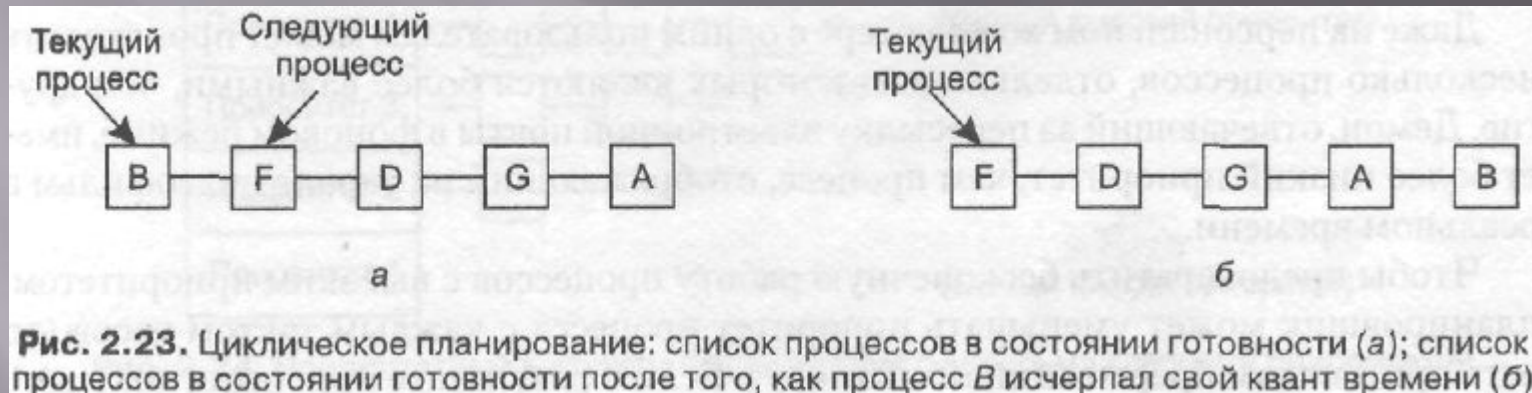 Текущий процесс
Следующий процесс
B F D G A
а
Текущий процесс
F D G A B
б
Рис. 2.23. Циклическое планирование: список процессов в состоянии готовности (а); список
процессов в состоянии готовности после того, как процесс B исчерпал свой квант времени (б)